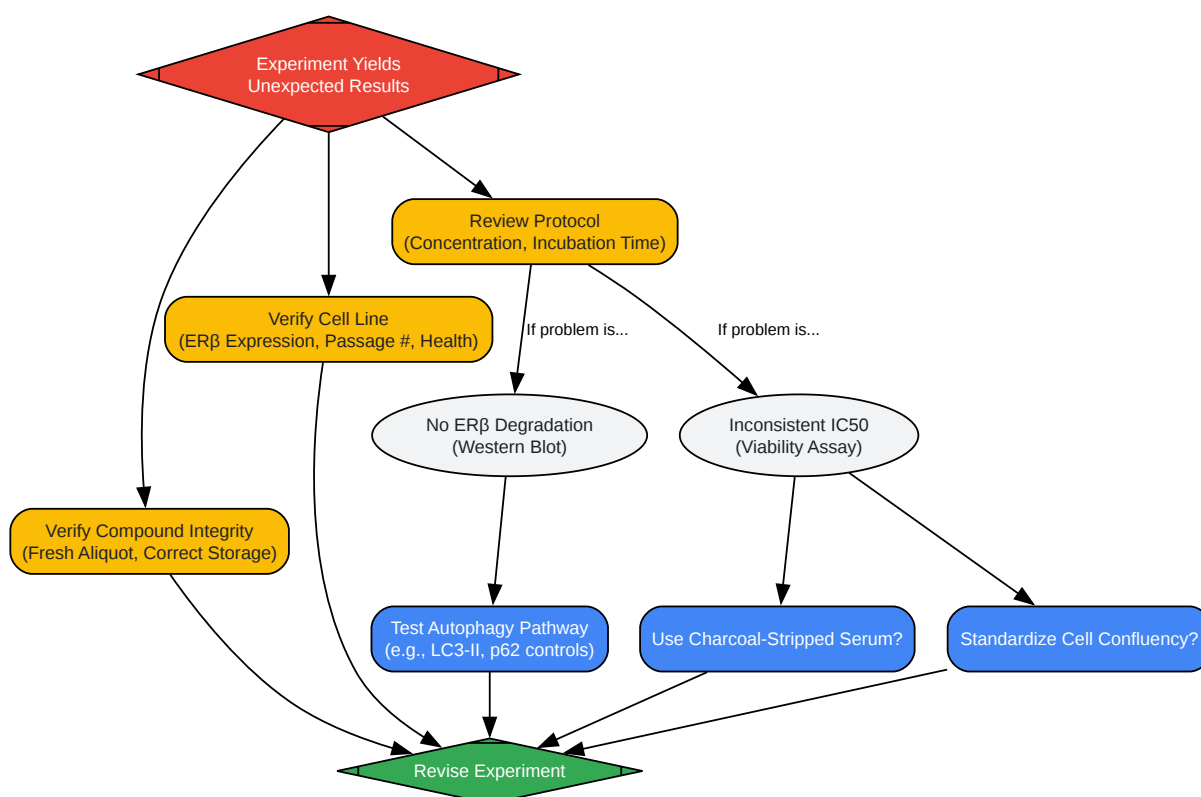 Experiment Yields
Unexpected Results
Review Protocol
(Concentration, Incubation Time)
Verify Cell Line
(ERβ Expression, Passage #, Health)
If problem is...
If problem is...
No ERβ Degradation
(Western Blot)
Inconsistent IC50
(Viability Assay)
Verify Compound Integrity
(Fresh Aliquot, Correct Storage)
Test Autophagy Pathway
(e.g., LC3-II, p62 controls)
Use Charcoal-Stripped Serum?
Standardize Cell Confluency?
Revise Experiment